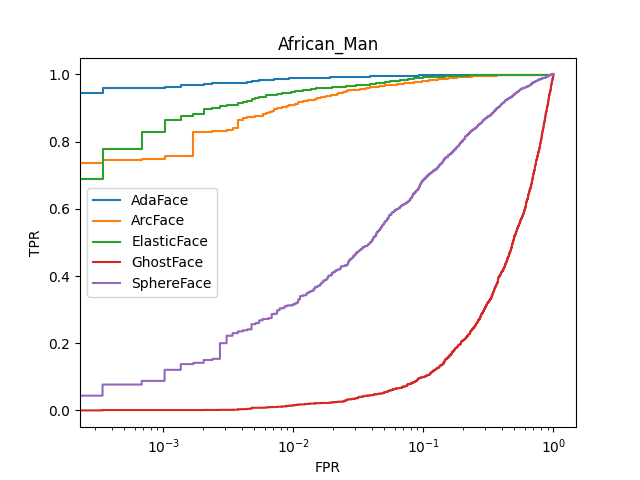 African_Man
TPR
1.0
0.8
0.6
0.4
0.2
0.0
AdaFace
ArcFace
ElasticFace
GhostFace
SphereFace
10⁻³
10⁻²
10⁻¹
10⁰
FPR